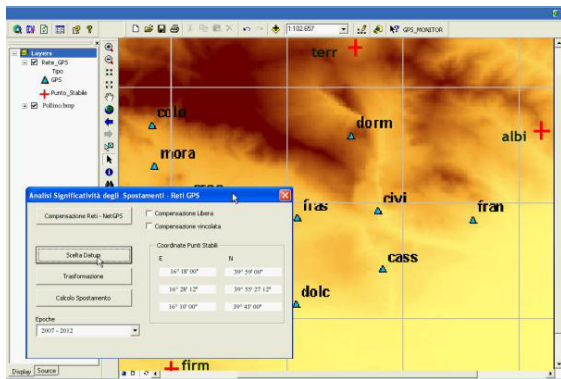 1:102.657
GPS_MONITOR
Layers
Rete_GPS
Tipo
GPS
Punto_Stabile
Pollino.bmp
terr
colo
dorm
albi
mora
fras
civi
fran
cass
dolc
firm
Analisi Significatività degli Spostamenti - Reti GPS
Compensazione Reti - NetGPS
Compensazione Libera
Compensazione vincolata
Scelta Datup
Trasformazione
Calcolo Spostamento
Coordinate Punti Stabili
E N
16° 18' 00" 39° 59' 00"
16° 28' 12" 39° 55' 27.12"
16° 10' 00" 39° 43' 00"
Epoche
2007 - 2012
Display Source